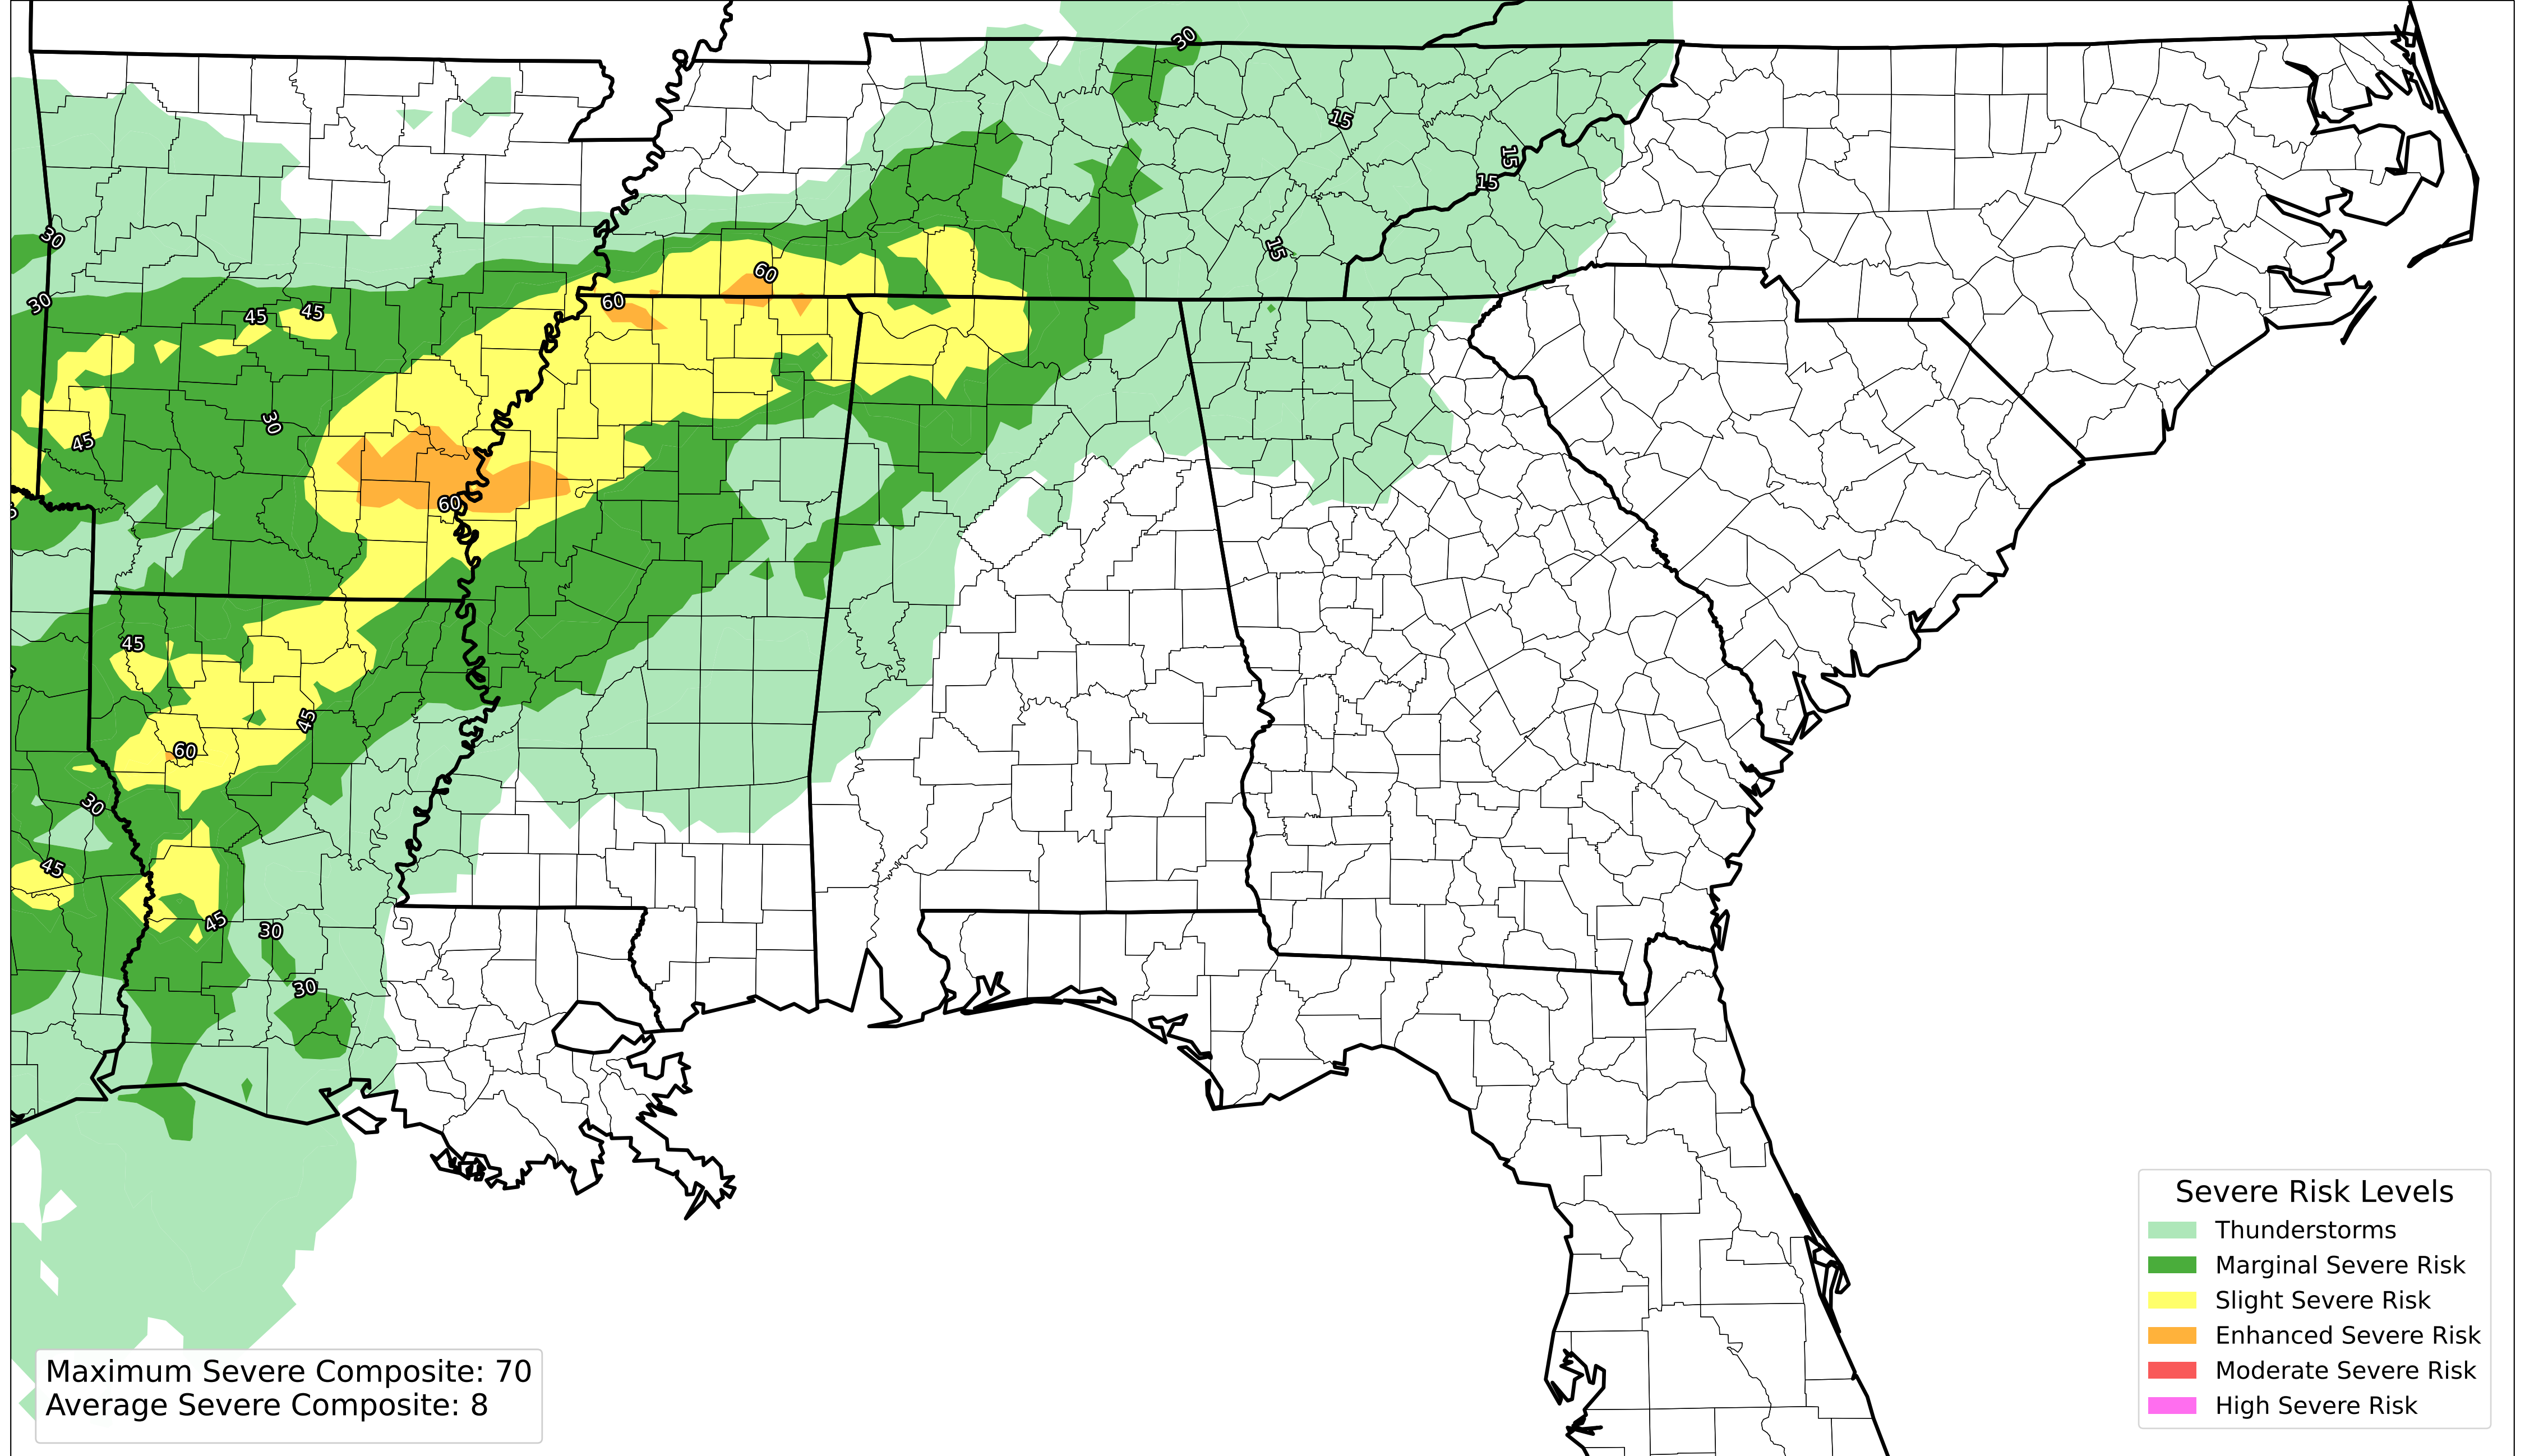 30
15
15
15
15
30
30
60
60
45
45
30
45
60
45
45
60
30
45
45
30
30
Severe Risk Levels
Thunderstorms
Marginal Severe Risk
Slight Severe Risk
Enhanced Severe Risk
Moderate Severe Risk
High Severe Risk
Maximum Severe Composite: 70
Average Severe Composite: 8